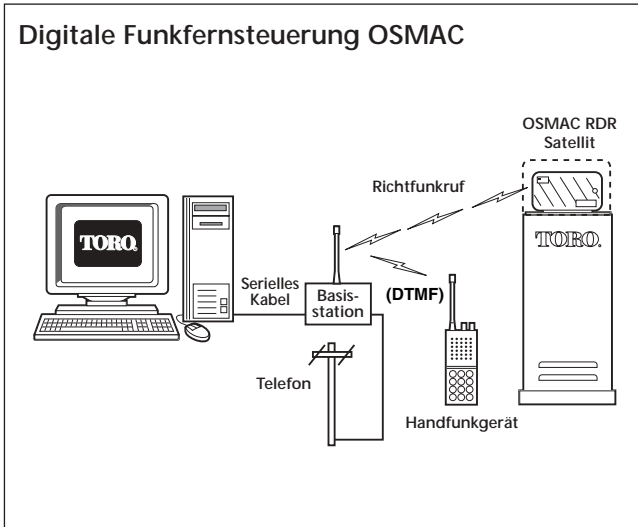 Digitale Funkfernsteuerung OSMAC
OSMAC RDR
Satellit
Richtfunkruf
TORO.
TORO.
Serielles
Kabel
Basis-
station
(DTMF)
Telefon
Handfunkgerät